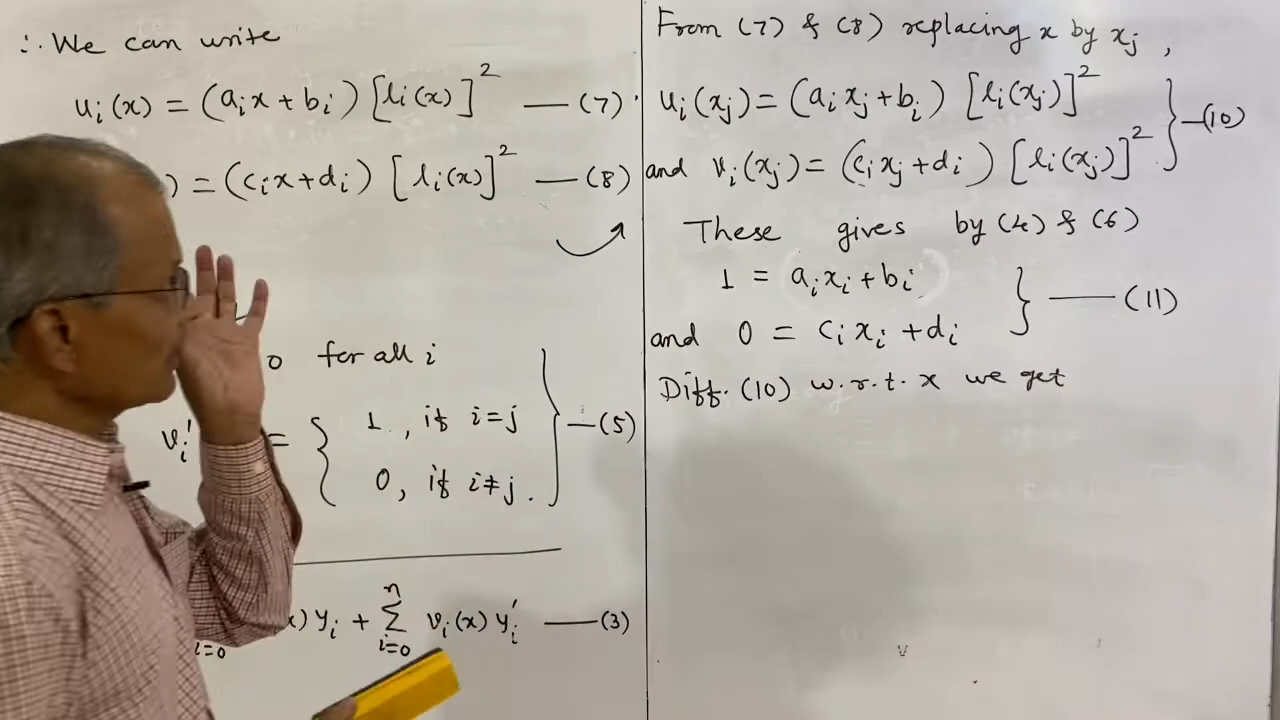 ∴ We can write
uᵢ(x) = (aᵢx + bᵢ) [lᵢ(x)]² — (7)
) = (cᵢx + dᵢ) [lᵢ(x)]² — (8)
0 for all i
vᵢ' = { 1, if i=j
0, if i≠j. } — (5)
x) yᵢ + ∑ⁿᵢ₌₀ vᵢ(x) yᵢ' — (3)
i=0
From (7) & (8) replacing x by xⱼ,
uᵢ(xⱼ) = (aᵢxⱼ + bᵢ) [lᵢ(xⱼ)]²
and vᵢ(xⱼ) = (cᵢxⱼ + dᵢ) [lᵢ(xⱼ)]² } — (10)
These gives by (4) & (6)
1 = aᵢxᵢ + bᵢ
and 0 = cᵢxᵢ + dᵢ } — (11)
Diff. (10) w.r.t. x we get